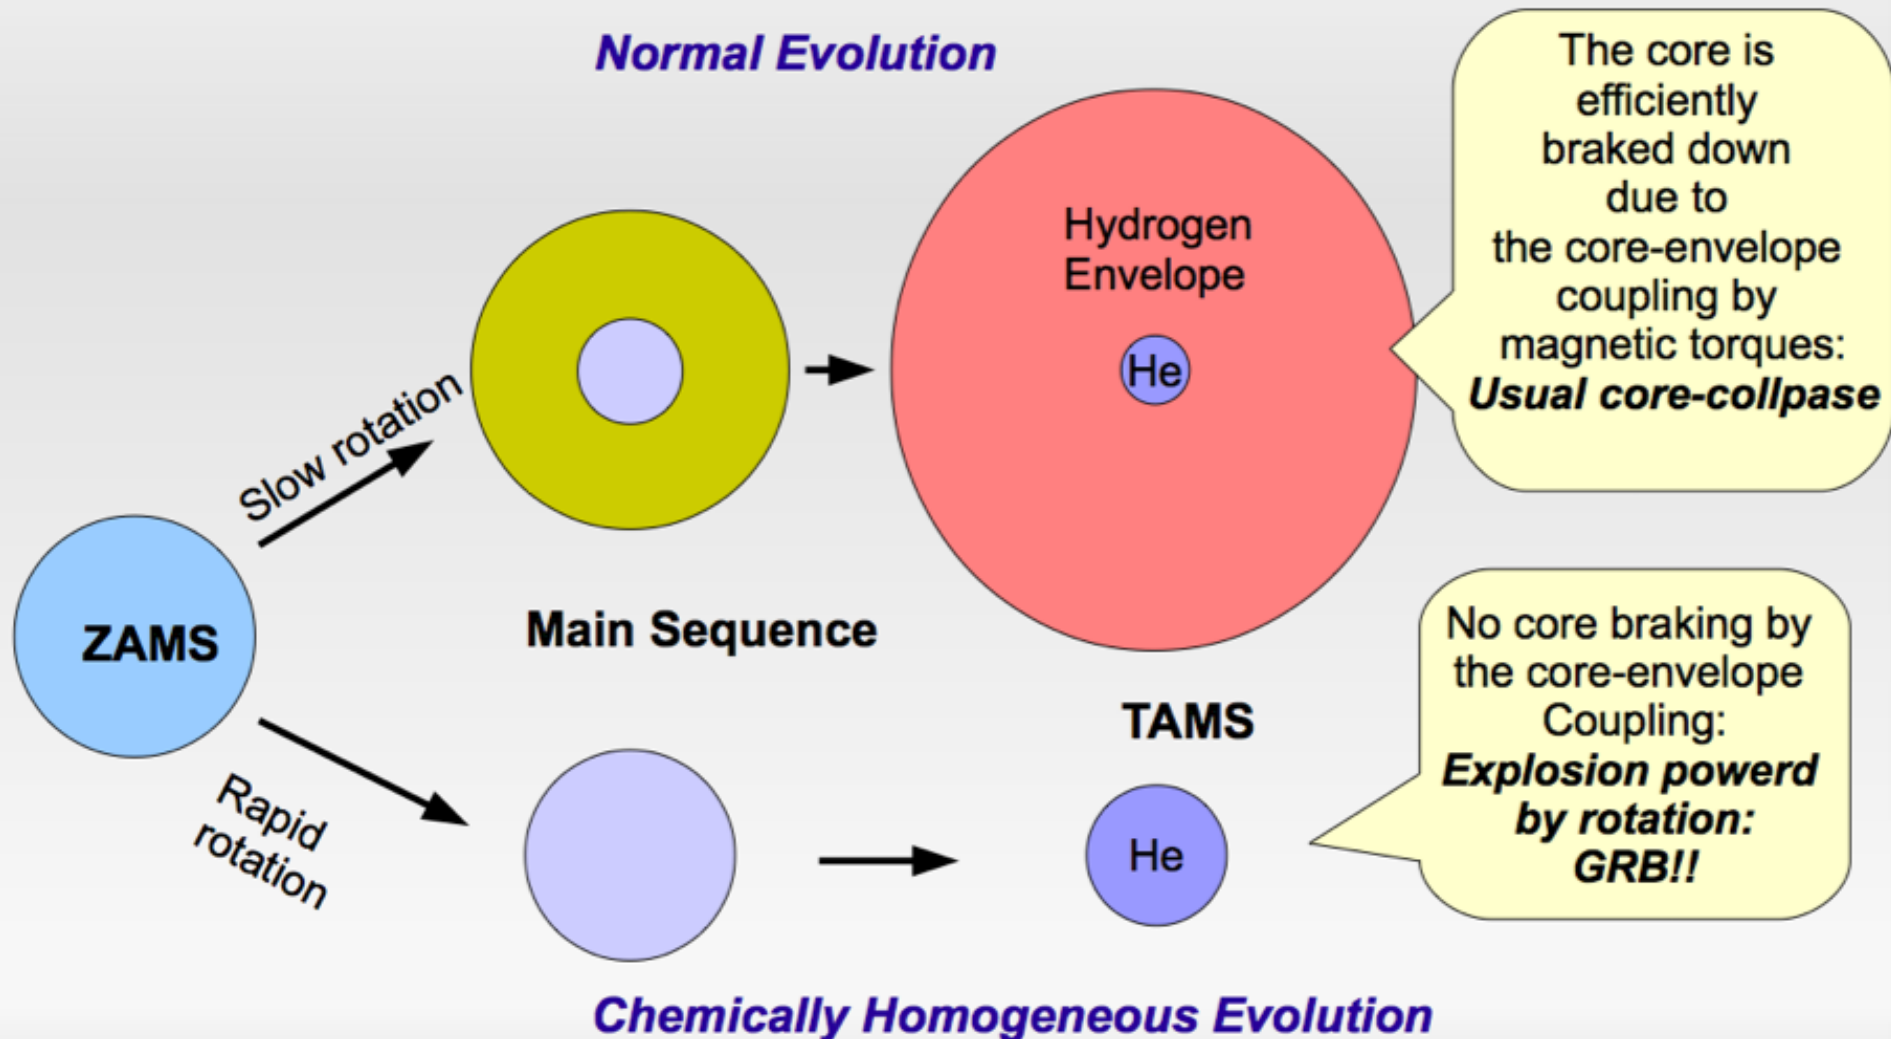 Normal Evolution
The core is
efficiently
braked down
due to
the core-envelope
coupling by
magnetic torques:
Usual core-collpase
Hydrogen
Envelope
He
Slow rotation
ZAMS
Main Sequence
TAMS
Rapid
rotation
He
No core braking by
the core-envelope
Coupling:
Explosion powerd
by rotation:
GRB!!
Chemically Homogeneous Evolution